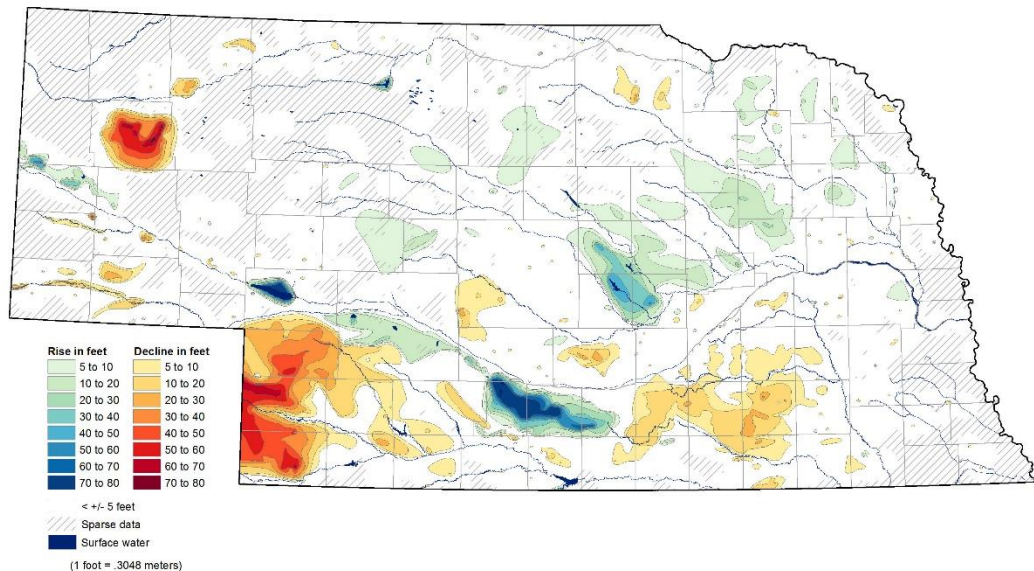 Rise in feet
5 to 10
10 to 20
20 to 30
30 to 40
40 to 50
50 to 60
60 to 70
70 to 80
Decline in feet
5 to 10
10 to 20
20 to 30
30 to 40
40 to 50
50 to 60
60 to 70
70 to 80
< +/- 5 feet
Sparse data
Surface water
(1 foot = .3048 meters)